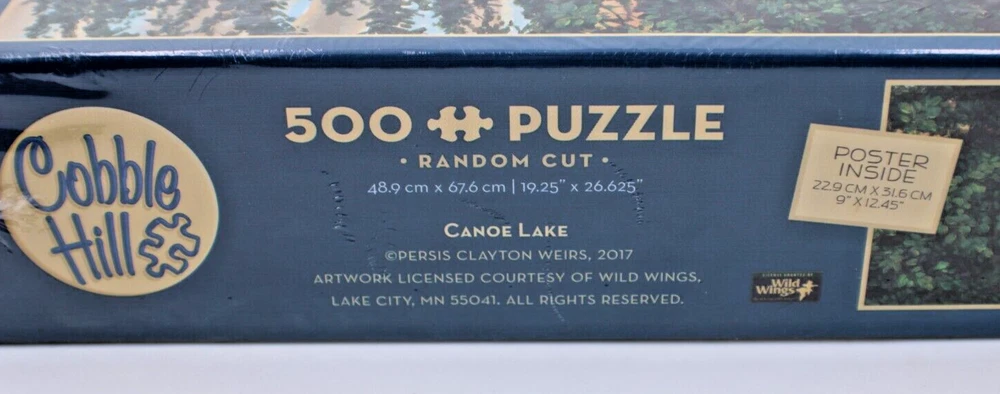 Cobble
Hill
500 PUZZLE
• RANDOM CUT •
48.9 cm x 67.6 cm | 19.25" x 26.625"
CANOE LAKE
©PERSIS CLAYTON WEIRS, 2017
ARTWORK LICENSED COURTESY OF WILD WINGS,
LAKE CITY, MN 55041. ALL RIGHTS RESERVED.
Wild
Wings
POSTER
INSIDE
22.9 CM X 31.6 CM
9" X 12.45"